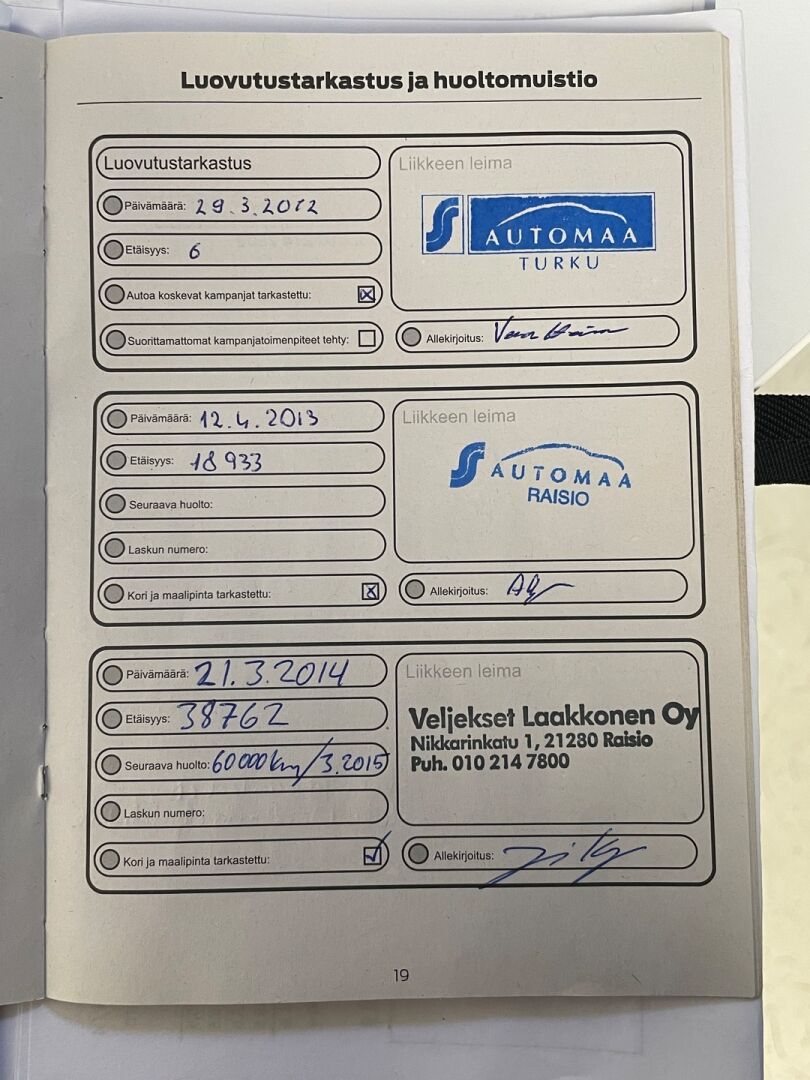 Luovutustarkastus ja huoltomuistio
Luovutustarkastus
Päivämäärä: 29.3.2012
Etäisyys: 6
Autoa koskevat kampanjat tarkastettu:
Suorittamattomat kampanjatoimenpiteet tehty:
Liikkeen leima
AUTOMAA
TURKU
Allekirjoitus:
Päivämäärä: 12.4.2013
Etäisyys: 18933
Seuraava huolto:
Laskun numero:
Kori ja maalipinta tarkastettu:
Liikkeen leima
AUTOMAA
RAISIO
Allekirjoitus:
Päivämäärä: 21.3.2014
Etäisyys: 38762
Seuraava huolto: 60000km/3.2015
Laskun numero:
Kori ja maalipinta tarkastettu:
Liikkeen leima
Veljekset Laakkonen Oy
Nikkarinkatu 1, 21280 Raisio
Puh. 010 214 7800
Allekirjoitus:
19